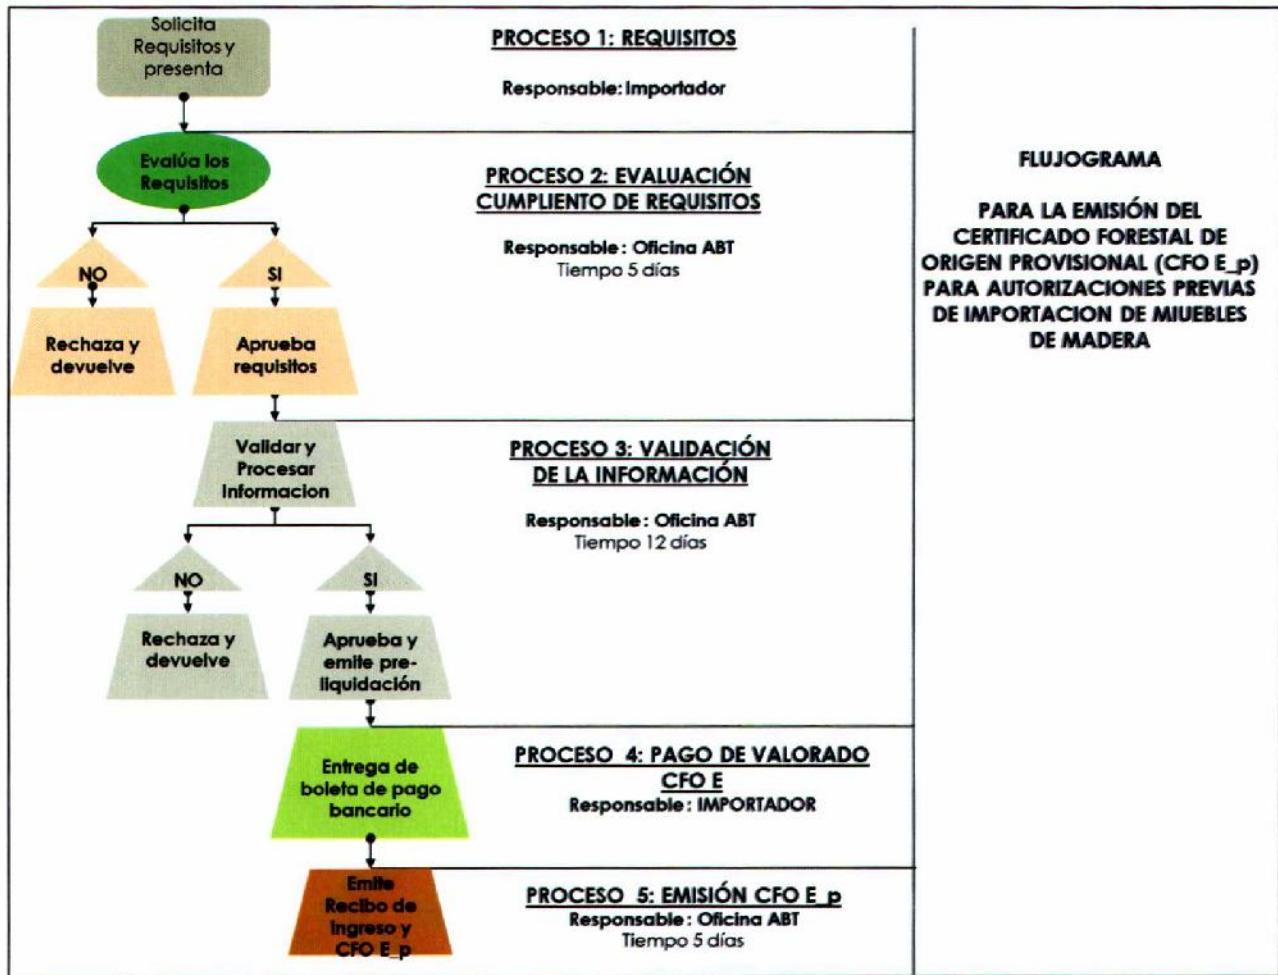 Solicita
Requisitos y
presenta
PROCESO 1: REQUISITOS
Responsable: Importador
Evalúa los
Requisitos
PROCESO 2: EVALUACIÓN
CUMPLIENTO DE REQUISITOS
Responsable: Oficina ABT
Tiempo 5 días
NO
SI
Rechaza y
devuelve
Aprueba
requisitos
Validar y
Procesar
Informacion
PROCESO 3: VALIDACIÓN
DE LA INFORMACIÓN
Responsable: Oficina ABT
Tiempo 12 días
NO
SI
Rechaza y
devuelve
Aprueba y
emite pre-
liquidación
Entrega de
boleta de pago
bancario
PROCESO 4: PAGO DE VALORADO
CFO E
Responsable: IMPORTADOR
Emite
Recibo de
Ingreso y
CFO E_p
PROCESO 5: EMISIÓN CFO E_p
Responsable: Oficina ABT
Tiempo 5 días
FLUJOGRAMA
PARA LA EMISIÓN DEL
CERTIFICADO FORESTAL DE
ORIGEN PROVISIONAL (CFO E_p)
PARA AUTORIZACIONES PREVIAS
DE IMPORTACION DE MIUEBLES
DE MADERA